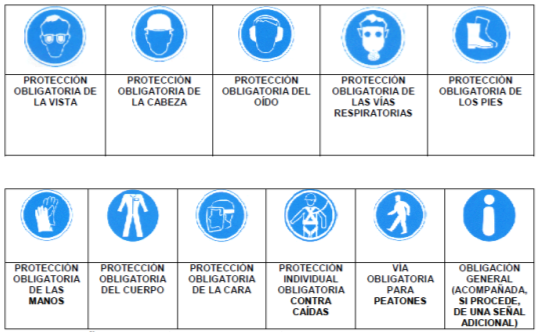 PROTECCIÓN
OBLIGATORIA DE
LA VISTA
PROTECCIÓN
OBLIGATORIA DE
LA CABEZA
PROTECCIÓN
OBLIGATORIA DEL
OÍDO
PROTECCIÓN
OBLIGATORIA DE
LAS VÍAS
RESPIRATORIAS
PROTECCIÓN
OBLIGATORIA DE
LOS PIES
PROTECCIÓN
OBLIGATORIA
DE LAS
MANOS
PROTECCIÓN
OBLIGATORIA
DEL CUERPO
PROTECCIÓN
OBLIGATORIA
DE LA CARA
PROTECCIÓN
INDIVIDUAL
OBLIGATORIA
CONTRA
CAÍDAS
VÍA
OBLIGATORIA
PARA
PEATONES
OBLIGACIÓN
GENERAL
(ACOMPAÑADA,
SI PROCEDE,
DE UNA SEÑAL
ADICIONAL)